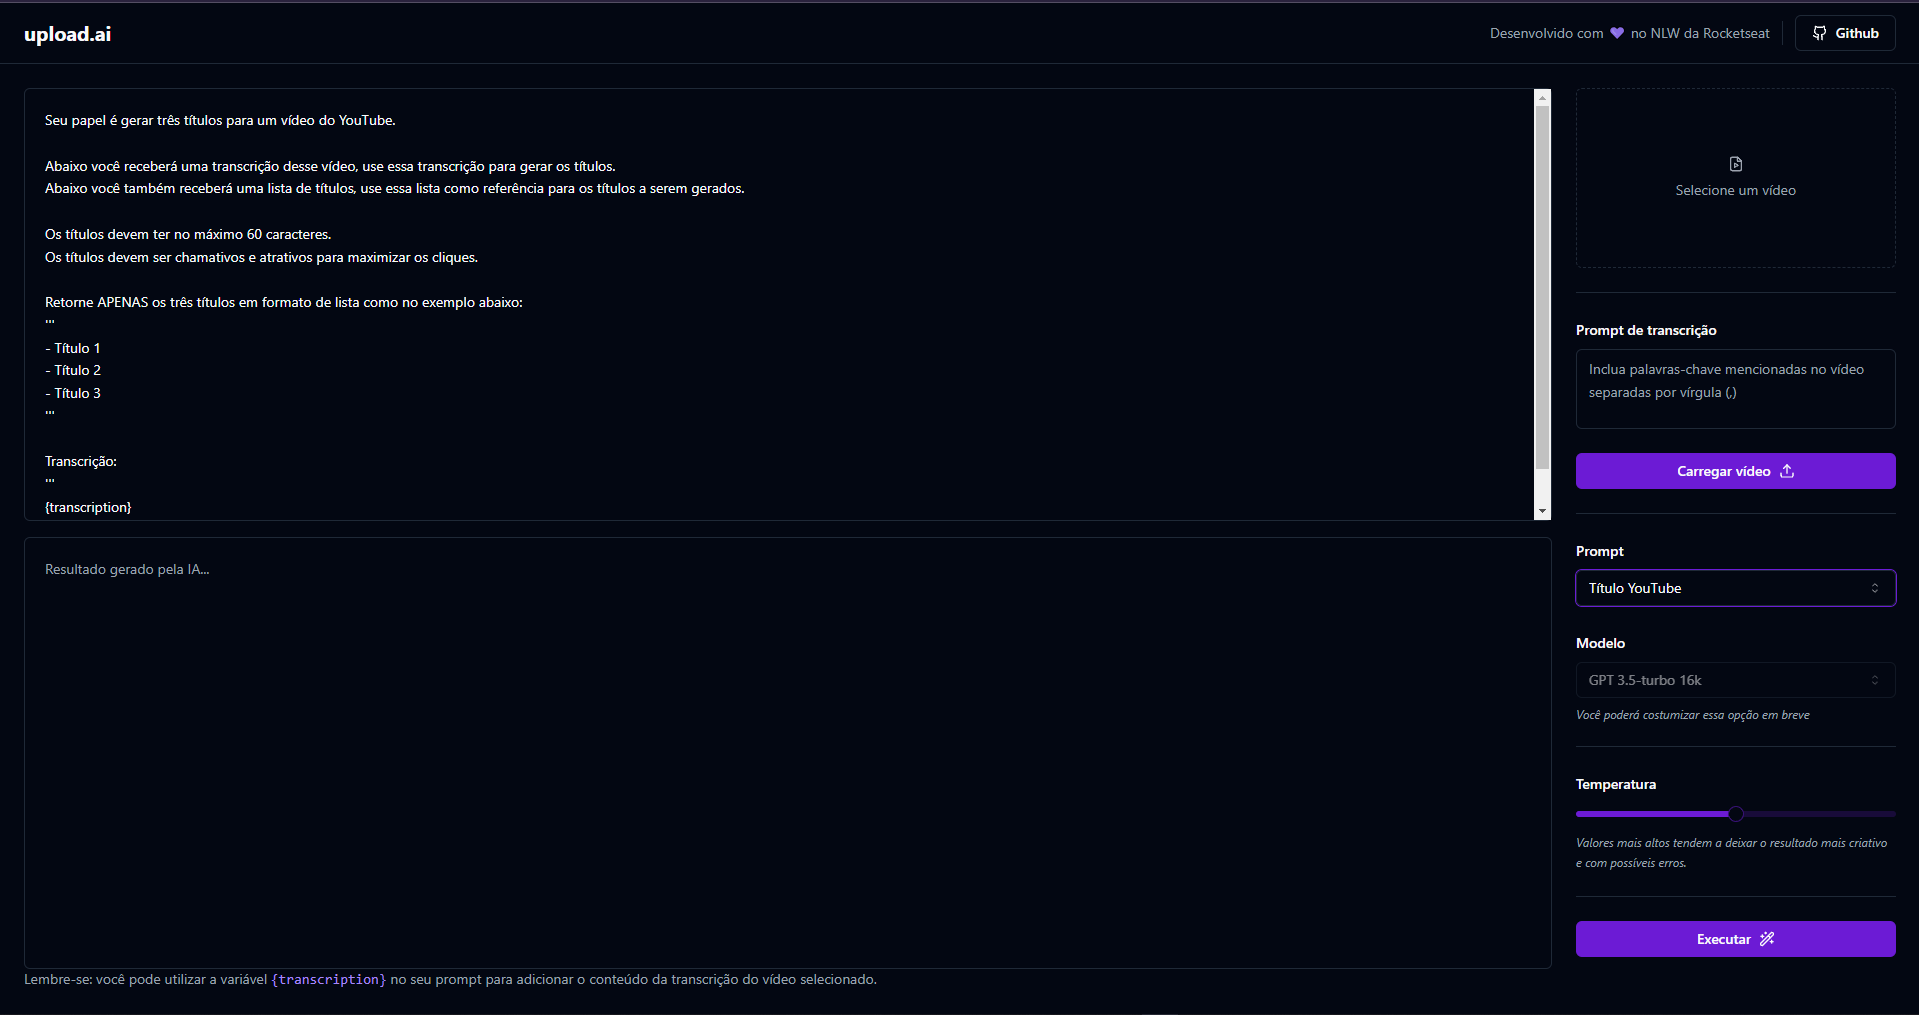 upload.ai
Desenvolvido com 💜 no NLW da Rocketseat
Github
Seu papel é gerar três títulos para um vídeo do YouTube.
Abaixo você receberá uma transcrição desse vídeo, use essa transcrição para gerar os títulos.
Abaixo você também receberá uma lista de títulos, use essa lista como referência para os títulos a serem gerados.
Os títulos devem ter no máximo 60 caracteres.
Os títulos devem ser chamativos e atrativos para maximizar os cliques.
Retorne APENAS os três títulos em formato de lista como no exemplo abaixo:
'''
- Título 1
- Título 2
- Título 3
'''
Transcrição:
'''
{transcription}
Resultado gerado pela IA...
Lembre-se: você pode utilizar a variável {transcription} no seu prompt para adicionar o conteúdo da transcrição do vídeo selecionado.
Selecione um vídeo
Prompt de transcrição
Inclua palavras-chave mencionadas no vídeo
separadas por vírgula (,)
Carregar vídeo
Prompt
Título YouTube
Modelo
GPT 3.5-turbo 16k
Você poderá costumizar essa opção em breve
Temperatura
Valores mais altos tendem a deixar o resultado mais criativo
e com possíveis erros.
Executar